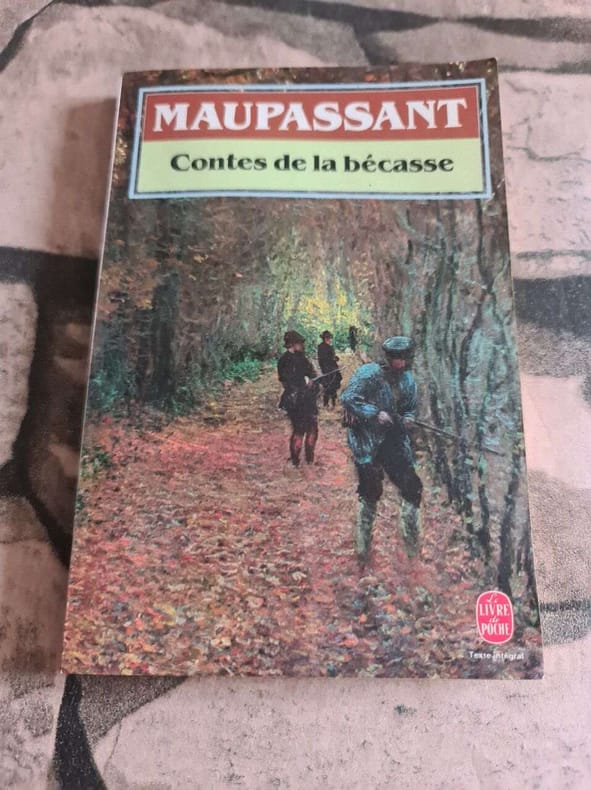 MAUPASSANT
Contes de la bécasse
Le
LIVRE
de
POCHE
Texte intégral